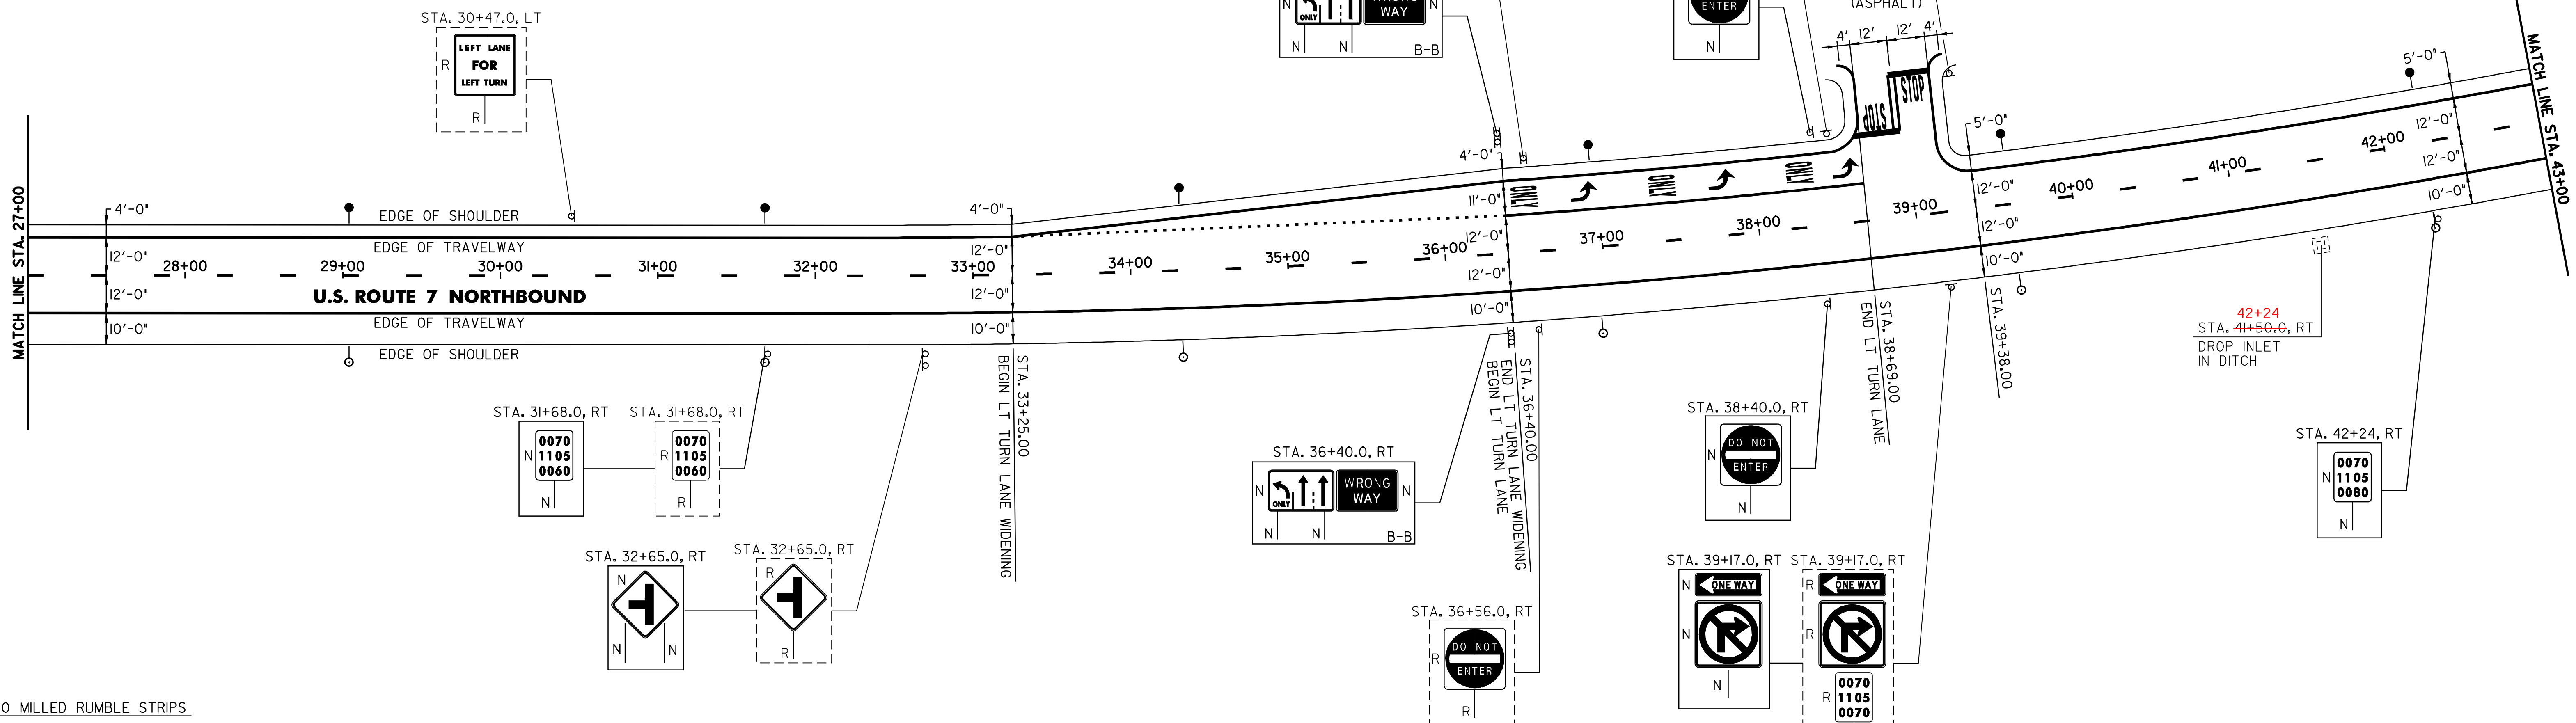 STA. 30+47.0, LT
LEFT LANE
FOR
LEFT TURN
R
R
N
ONLY
WRONG
WAY
N
N
N
B-B
ENTER
N
(ASPHALT)
4'
12'
12'
4'
STOP
STOP
MATCH LINE STA. 27+00
MATCH LINE STA. 43+00
4'-0"
EDGE OF SHOULDER
EDGE OF TRAVELWAY
12'-0"
28+00
29+00
30+00
31+00
32+00
33+00
34+00
35+00
36+00
37+00
38+00
39+00
40+00
41+00
42+00
12'-0"
U.S. ROUTE 7 NORTHBOUND
EDGE OF TRAVELWAY
10'-0"
EDGE OF SHOULDER
4'-0"
12'-0"
12'-0"
10'-0"
4'-0"
11'-0"
12'-0"
12'-0"
10'-0"
ONLY
ONLY
ONLY
5'-0"
12'-0"
12'-0"
10'-0"
5'-0"
12'-0"
12'-0"
10'-0"
STA. 33+25.00
BEGIN LT TURN LANE WIDENING
STA. 36+40.00
END LT TURN LANE WIDENING
BEGIN LT TURN LANE
STA. 38+69.00
END LT TURN LANE
STA. 39+38.00
42+24
STA. 41+50.0, RT
DROP INLET
IN DITCH
STA. 31+68.0, RT
N
0070
1105
0060
N
STA. 31+68.0, RT
R
0070
1105
0060
R
STA. 32+65.0, RT
N
N
N
STA. 32+65.0, RT
R
R
STA. 36+40.0, RT
N
ONLY
WRONG
WAY
N
N
N
B-B
STA. 36+56.0, RT
R
DO NOT
ENTER
R
STA. 38+40.0, RT
N
DO NOT
ENTER
N
STA. 39+17.0, RT
N
ONE WAY
N
N
STA. 39+17.0, RT
R
ONE WAY
R
R
0070
1105
0070
STA. 42+24, RT
N
0070
1105
0080
N
O MILLED RUMBLE STRIPS